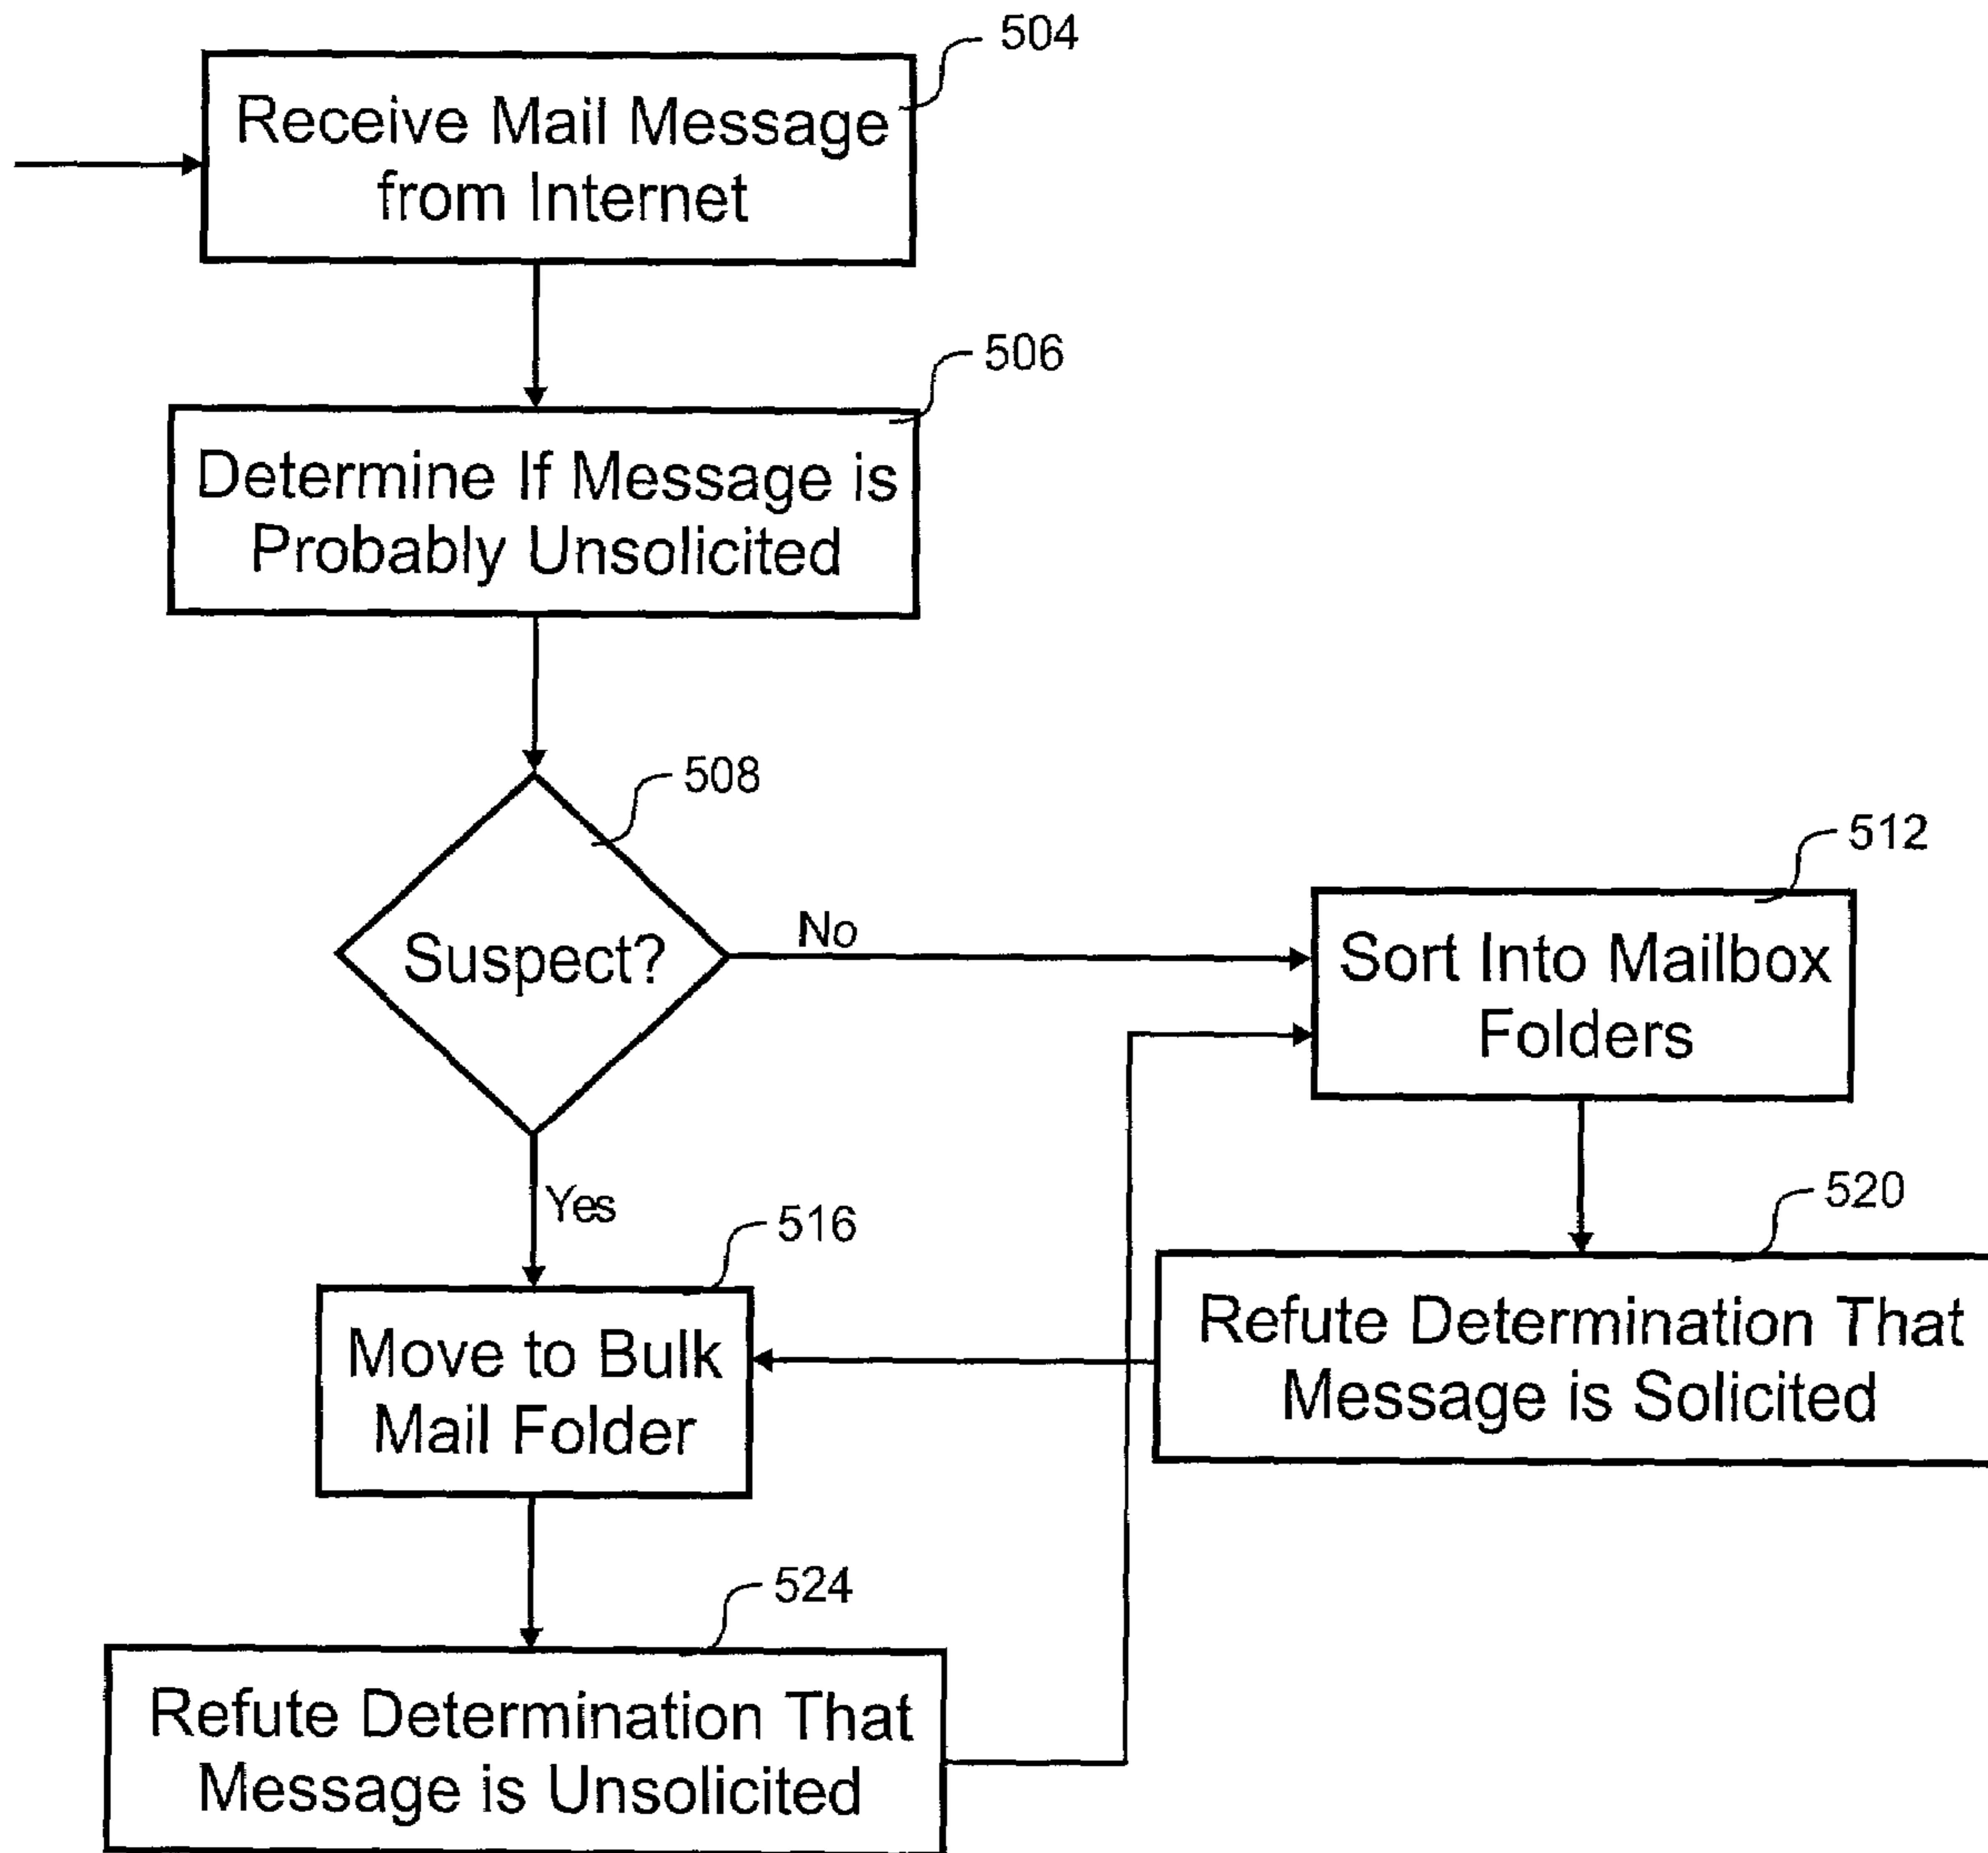 504
Receive Mail Message
from Internet
506
Determine If Message is
Probably Unsolicited
508
Suspect?
No
512
Sort Into Mailbox
Folders
Yes
516
Move to Bulk
Mail Folder
520
Refute Determination That
Message is Solicited
524
Refute Determination That
Message is Unsolicited